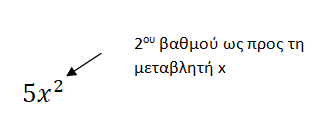 2ου βαθμού ως προς τη
μεταβλητή x
5x²